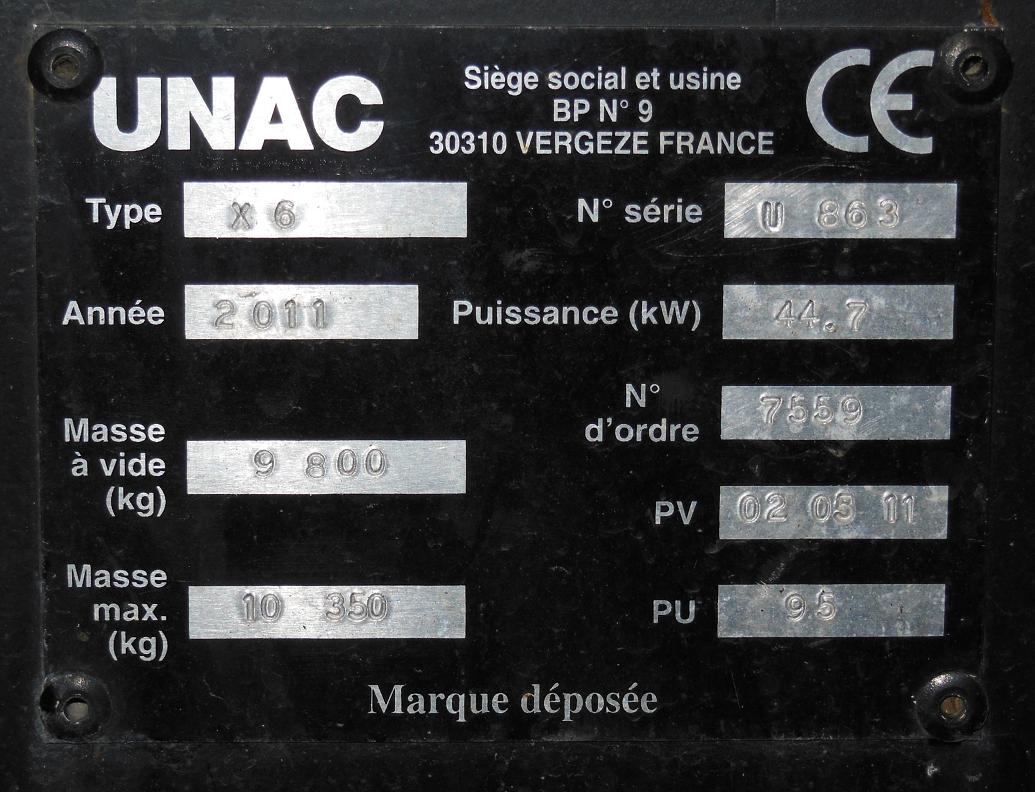 UNAC
Siège social et usine
BP N° 9
30310 VERGEZE FRANCE
CE
Type X 6
N° série U 863
Année 2011
Puissance (kW) 44.7
N°
d'ordre 7559
Masse
à vide 9 800
(kg)
PV 02 05 11
Masse
max. 10 350
(kg)
PU 95
Marque déposée